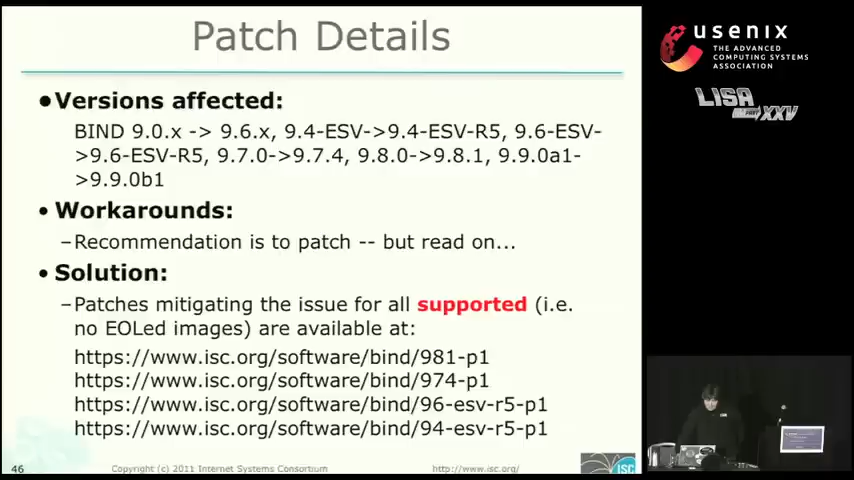 Patch Details
•Versions affected:
BIND 9.0.x -> 9.6.x, 9.4-ESV->9.4-ESV-R5, 9.6-ESV-
>9.6-ESV-R5, 9.7.0->9.7.4, 9.8.0->9.8.1, 9.9.0a1-
>9.9.0b1
• Workarounds:
–Recommendation is to patch -- but read on...
• Solution:
–Patches mitigating the issue for all supported (i.e.
no EOLed images) are available at:
https://www.isc.org/software/bind/981-p1
https://www.isc.org/software/bind/974-p1
https://www.isc.org/software/bind/96-esv-r5-p1
https://www.isc.org/software/bind/94-esv-r5-p1
46
Copyright (c) 2011 Internet Systems Consortium
http://www.isc.org/
ISC
usenix
THE ADVANCED
COMPUTING SYSTEMS
ASSOCIATION
LISA
XXV